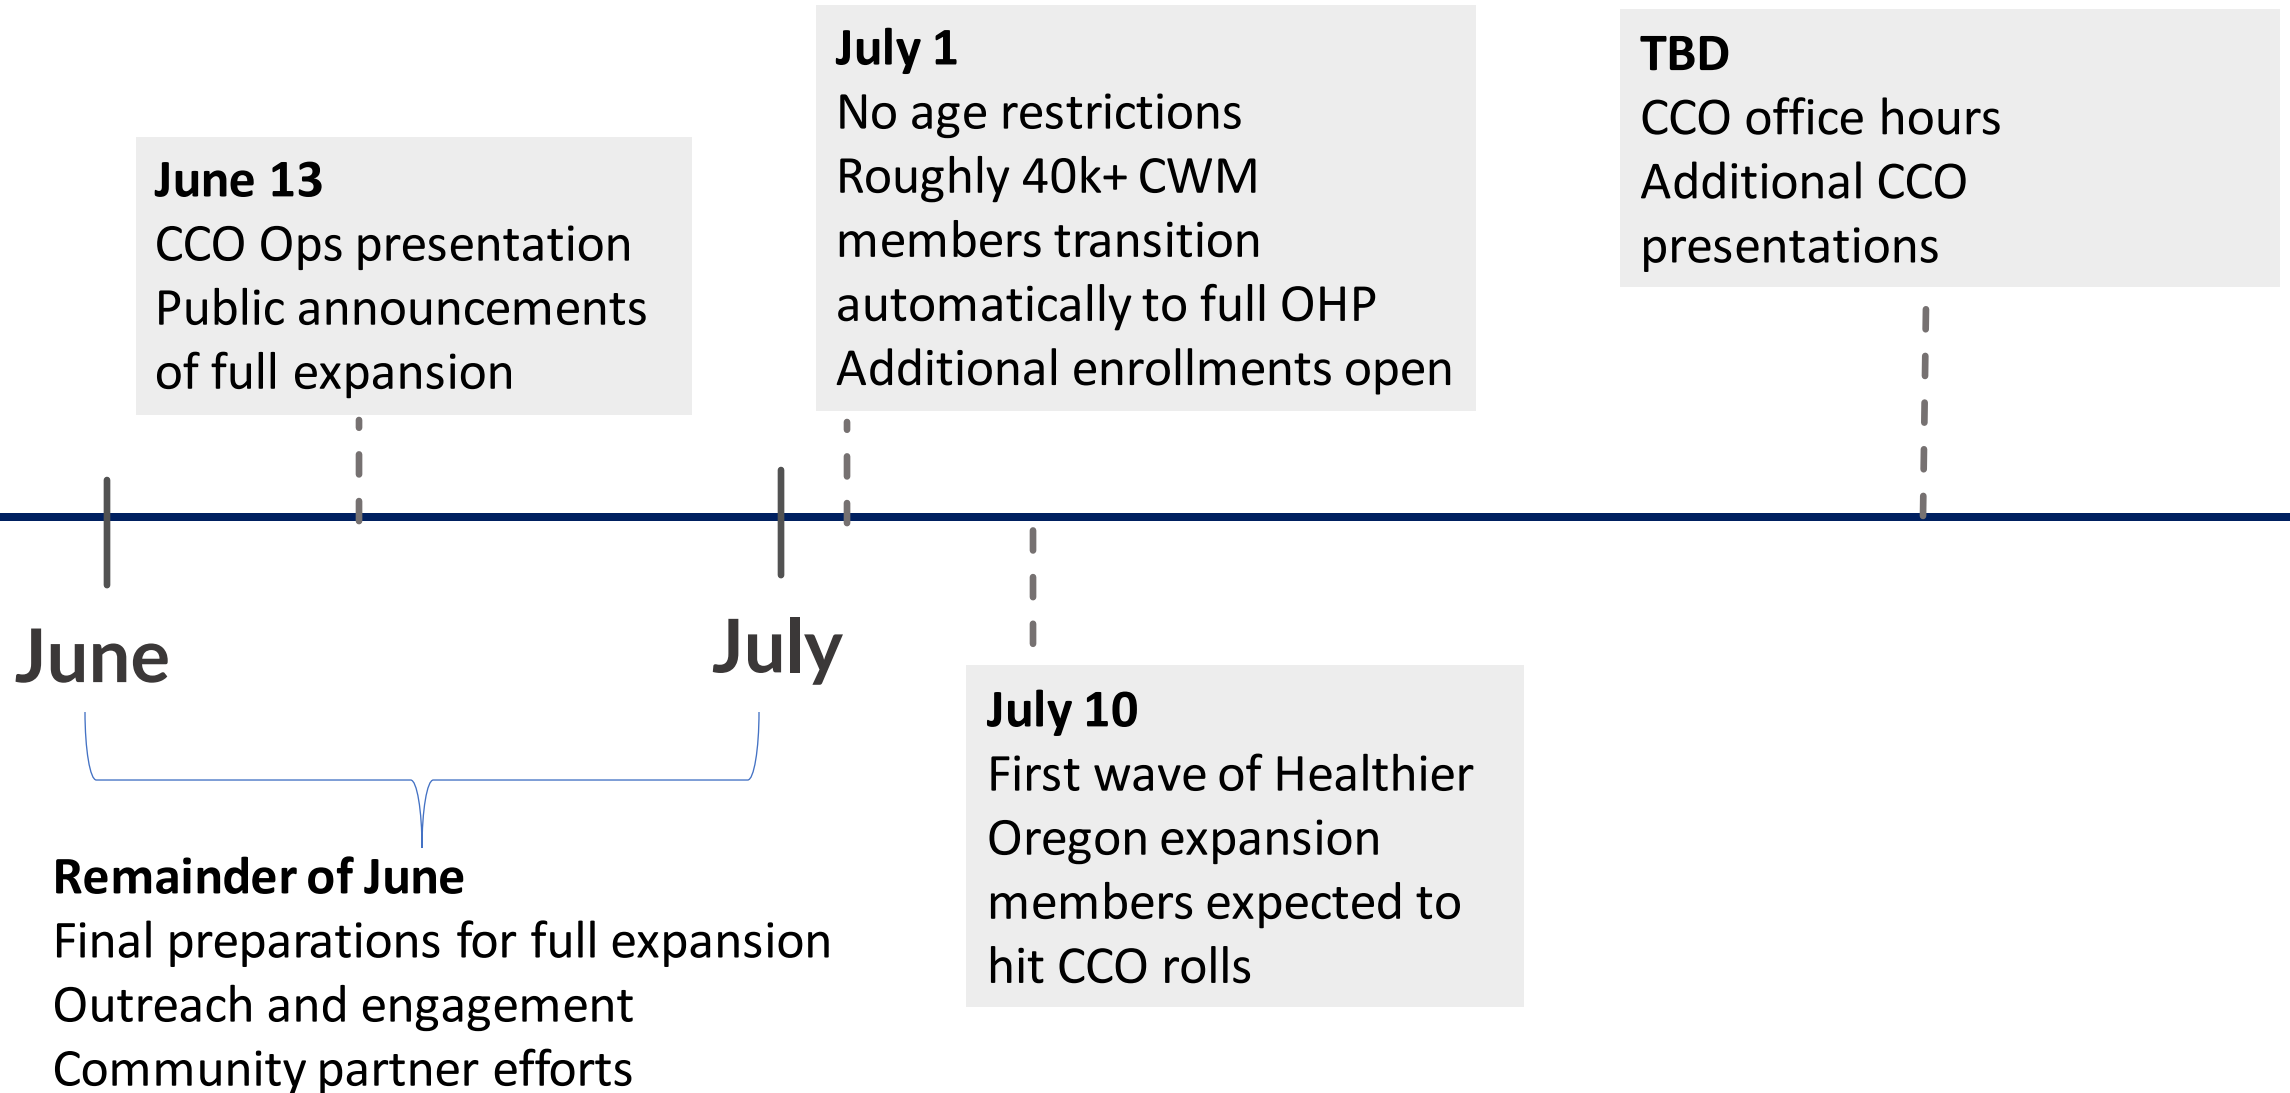 June 13
CCO Ops presentation
Public announcements
of full expansion
July 1
No age restrictions
Roughly 40k+ CWM
members transition
automatically to full OHP
Additional enrollments open
TBD
CCO office hours
Additional CCO
presentations
June
July
July 10
First wave of Healthier
Oregon expansion
members expected to
hit CCO rolls
Remainder of June
Final preparations for full expansion
Outreach and engagement
Community partner efforts